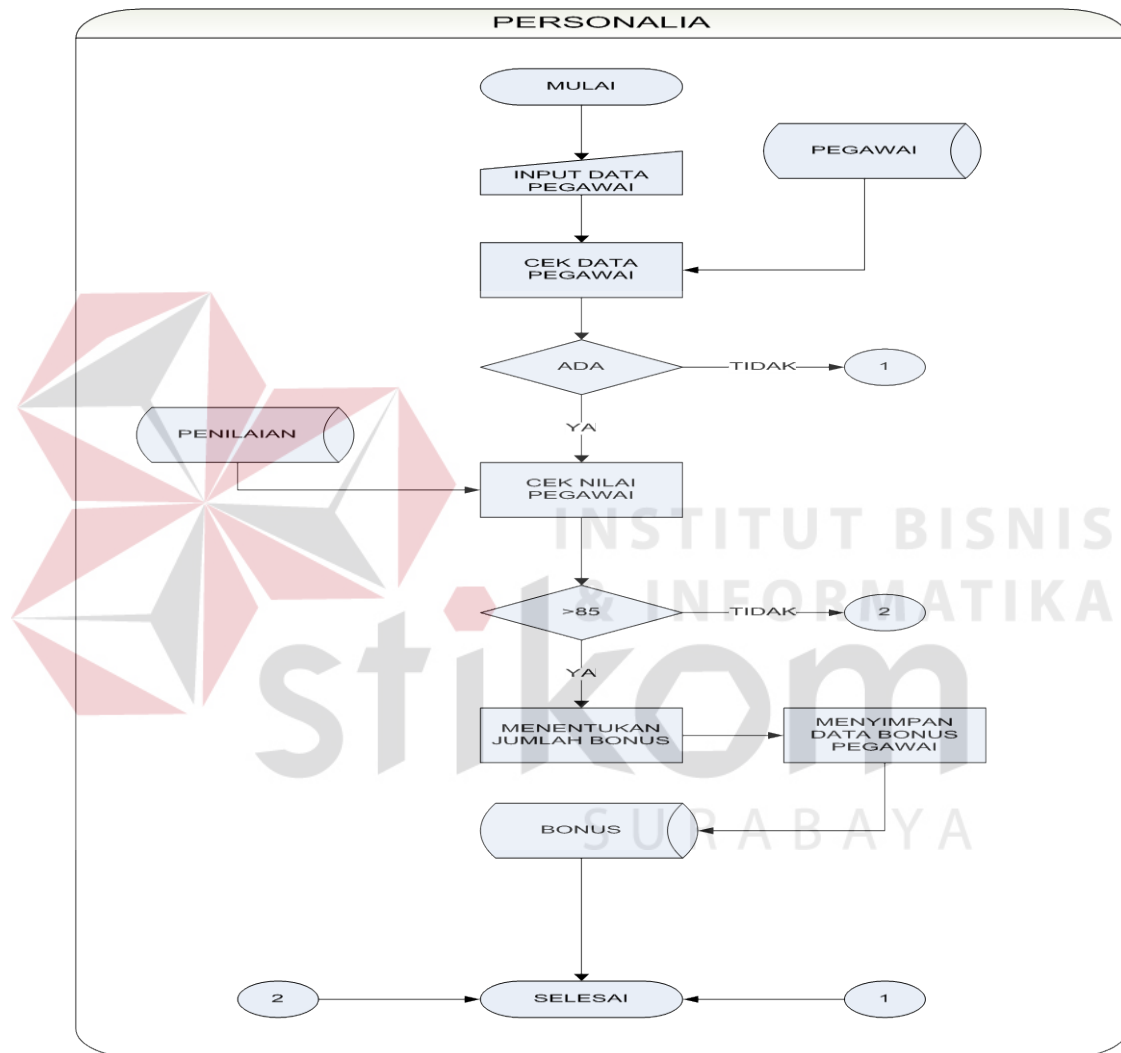 PERSONALIA
MULAI
PEGAWAI
INPUT DATA
PEGAWAI
CEK DATA
PEGAWAI
ADA
TIDAK
1
YA
PENILAIAN
CEK NILAI
PEGAWAI
INSTITUT BISNIS
& INFORMATIKA
>85
TIDAK
2
stikom
YA
MENENTUKAN
JUMLAH BONUS
MENYIMPAN
DATA BONUS
PEGAWAI
BONUS
SURABAYA
2
SELESAI
1